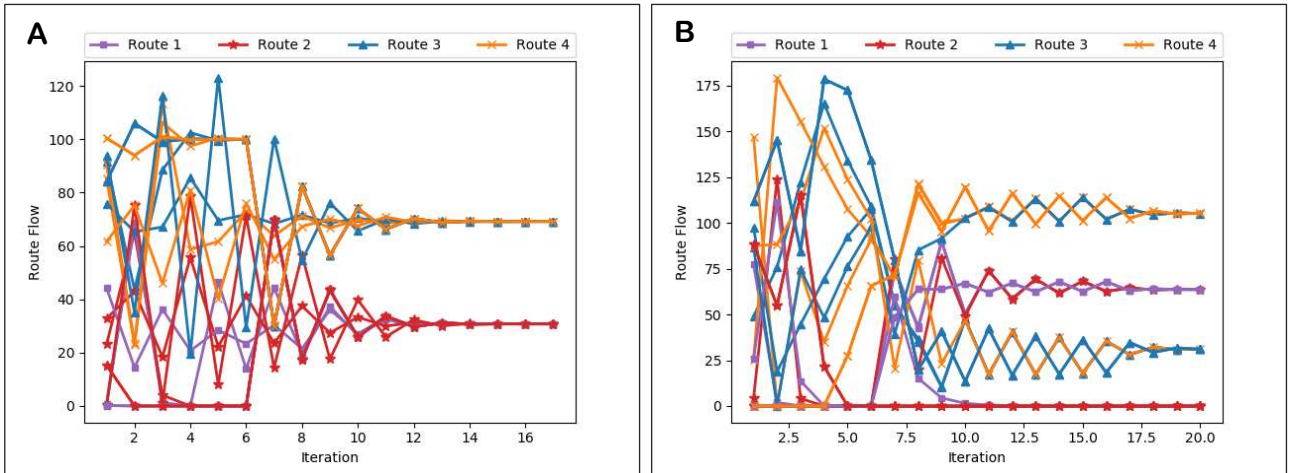 A
Route 1 Route 2 Route 3 Route 4
120
100
80
60
40
20
0
Route Flow
2 4 6 8 10 12 14 16
Iteration
B
Route 1 Route 2 Route 3 Route 4
175
150
125
100
75
50
25
0
Route Flow
2.5 5.0 7.5 10.0 12.5 15.0 17.5 20.0
Iteration